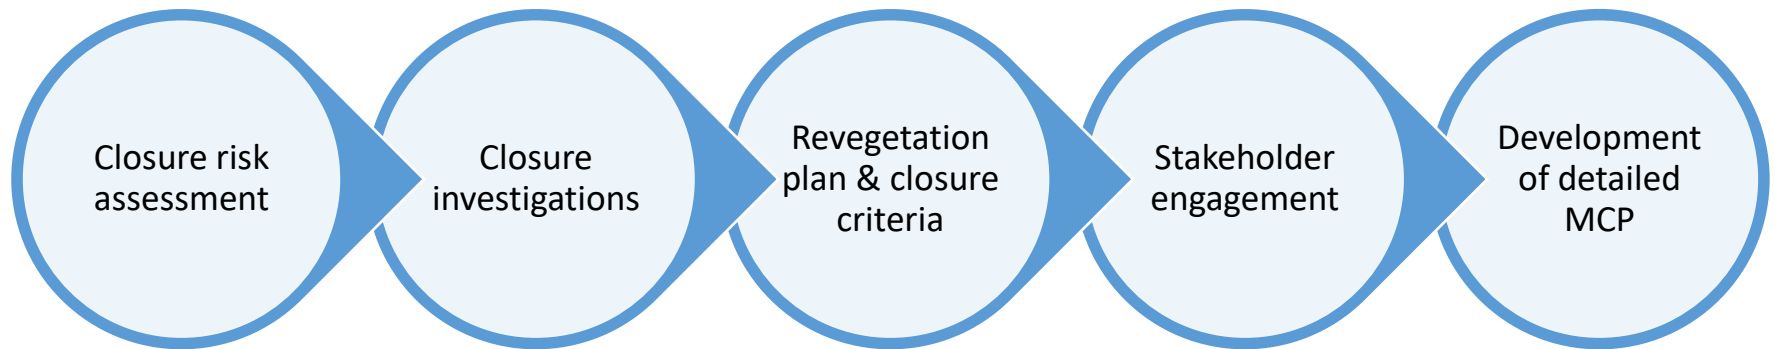 Closure risk
assessment
Closure
investigations
Revegetation
plan & closure
criteria
Stakeholder
engagement
Development
of detailed
MCP